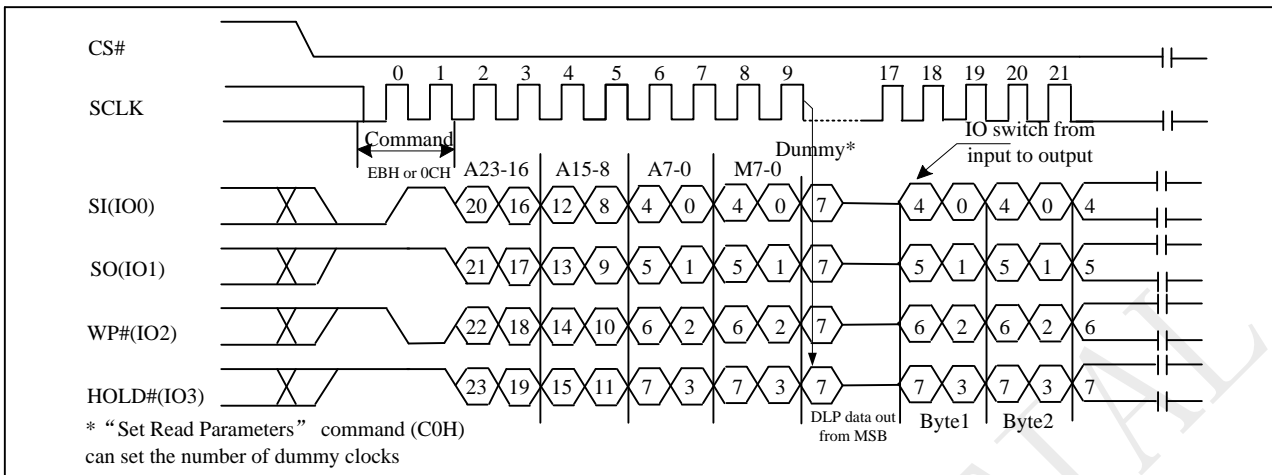 CS#
0 1 2 3 4 5 6 7 8 9 17 18 19 20 21
SCLK
Command
Dummy*
IO switch from
input to output
EBH or 0CH
A23-16 A15-8 A7-0 M7-0
SI(IO0) 20 16 12 8 4 0 4 0 7 4 0 4 0 4
SO(IO1) 21 17 13 9 5 1 5 1 7 5 1 5 1 5
WP#(IO2) 22 18 14 10 6 2 6 2 7 6 2 6 2 6
HOLD#(IO3) 23 19 15 11 7 3 7 3 7 7 3 7 3 7
DLP data out
from MSB
Byte1 Byte2
* “Set Read Parameters” command (C0H)
can set the number of dummy clocks